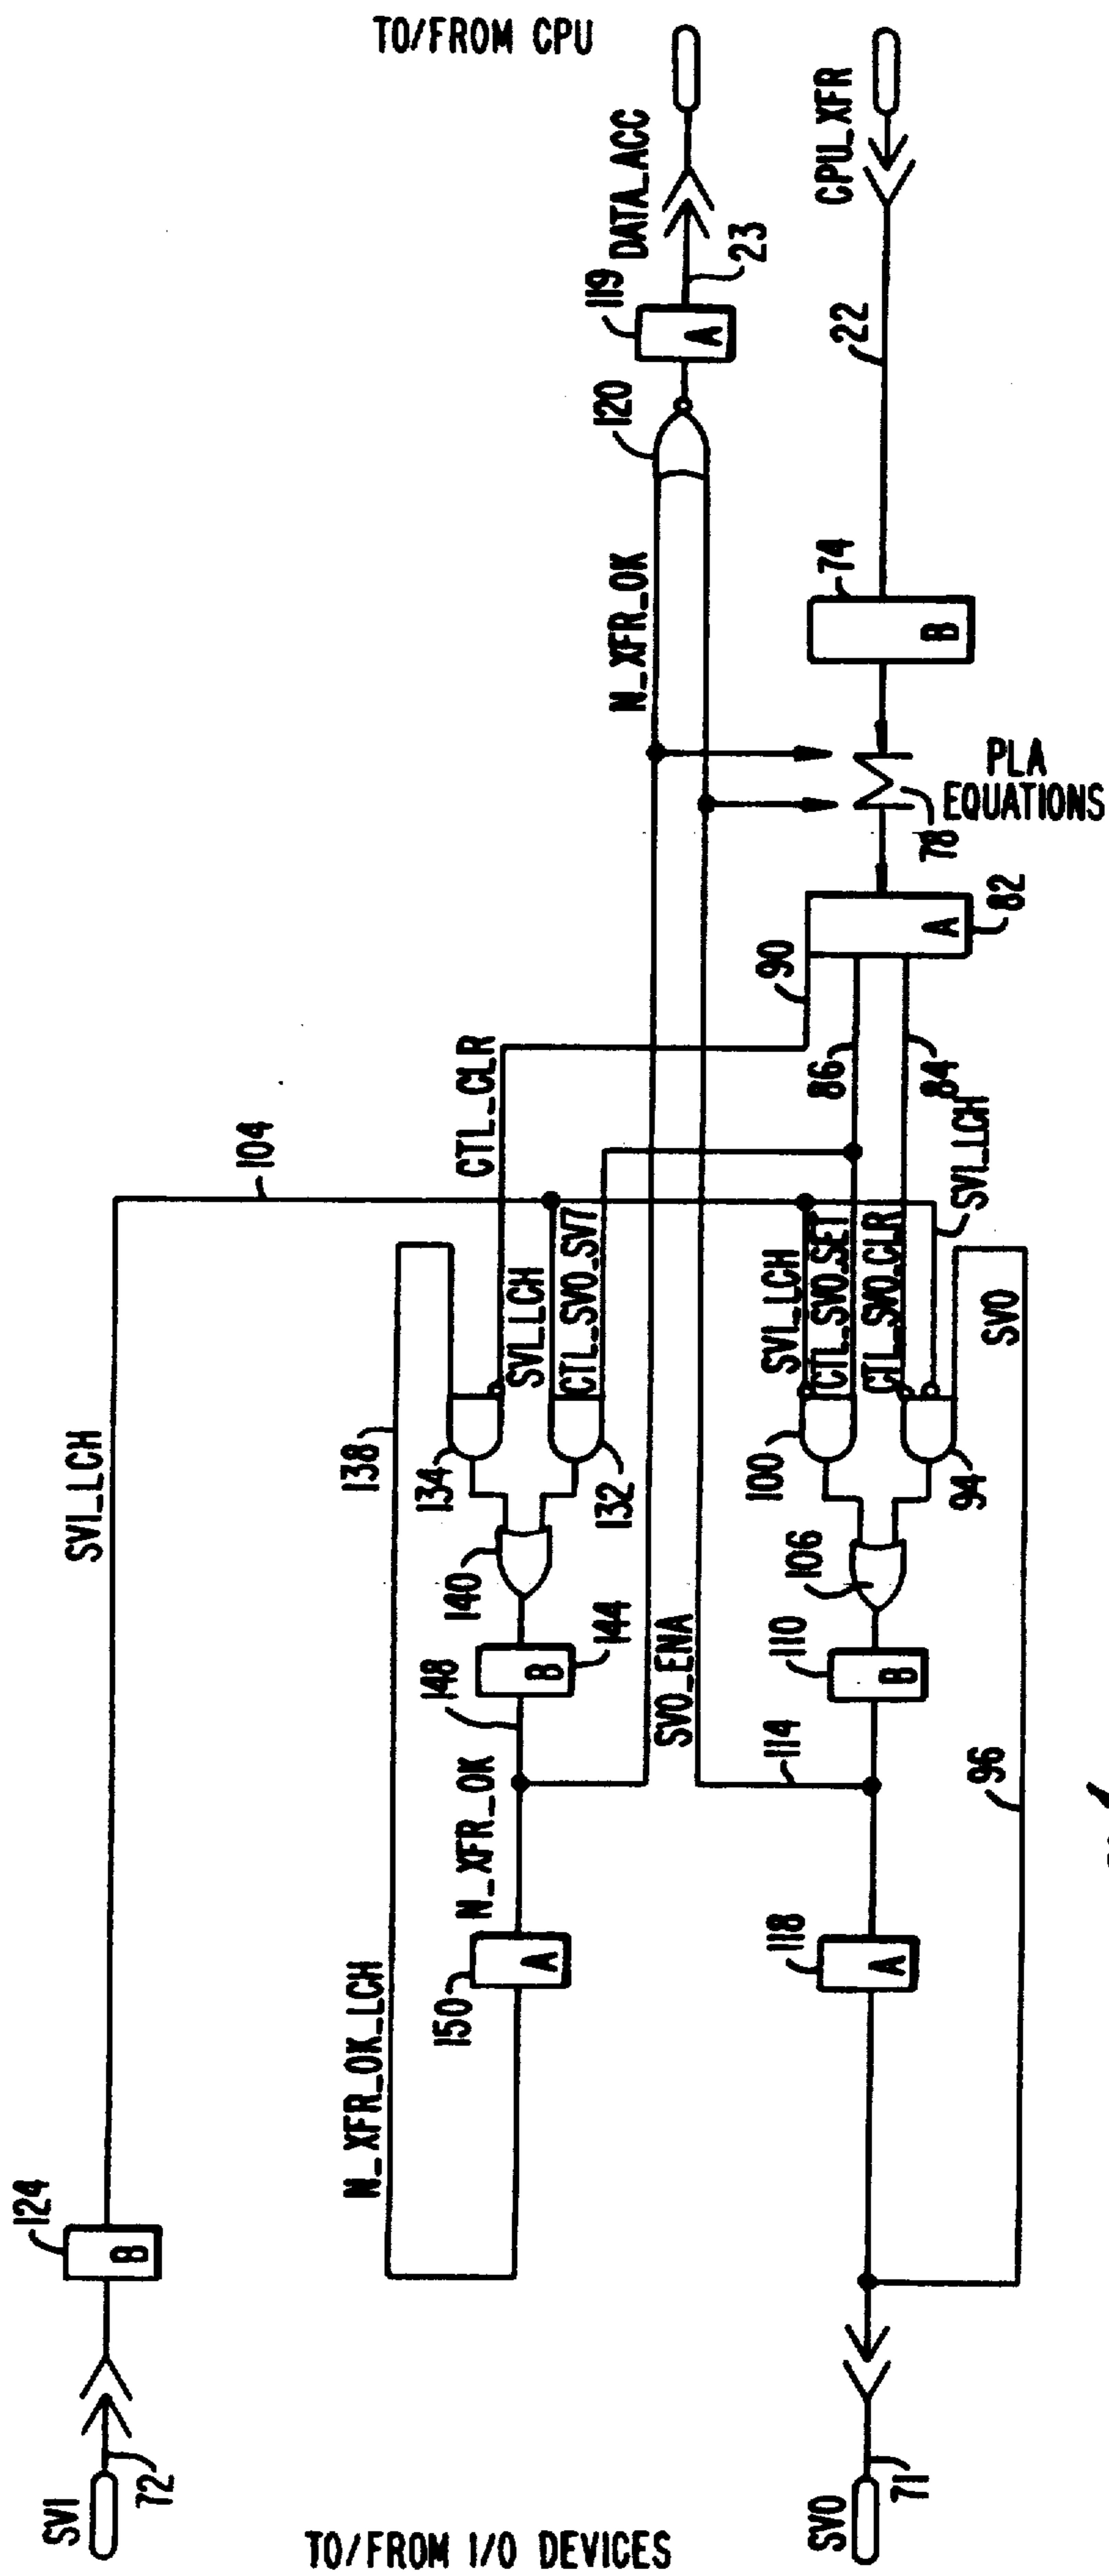 TO/FROM CPU
DATA_ACC
CPU_XFR
119
A
23
120
22
N_XFR_OK
74
B
PLA
EQUATIONS
78
82
A
90
86
84
CTL_CLR
104
SVI_LCH
SVI_LCH
CTL_SVO_SV7
SVI_LCH
CTL_SVO_SET
CTL_SVO_CLR
SVO
SVI_LCH
138
134
132
100
94
140
106
144
B
148
110
B
SVO_ENA
114
96
N_XFR_OK
150
A
118
A
N_XFR_OK_LCH
124
B
SVI
72
SVO
71
TO/FROM I/O DEVICES